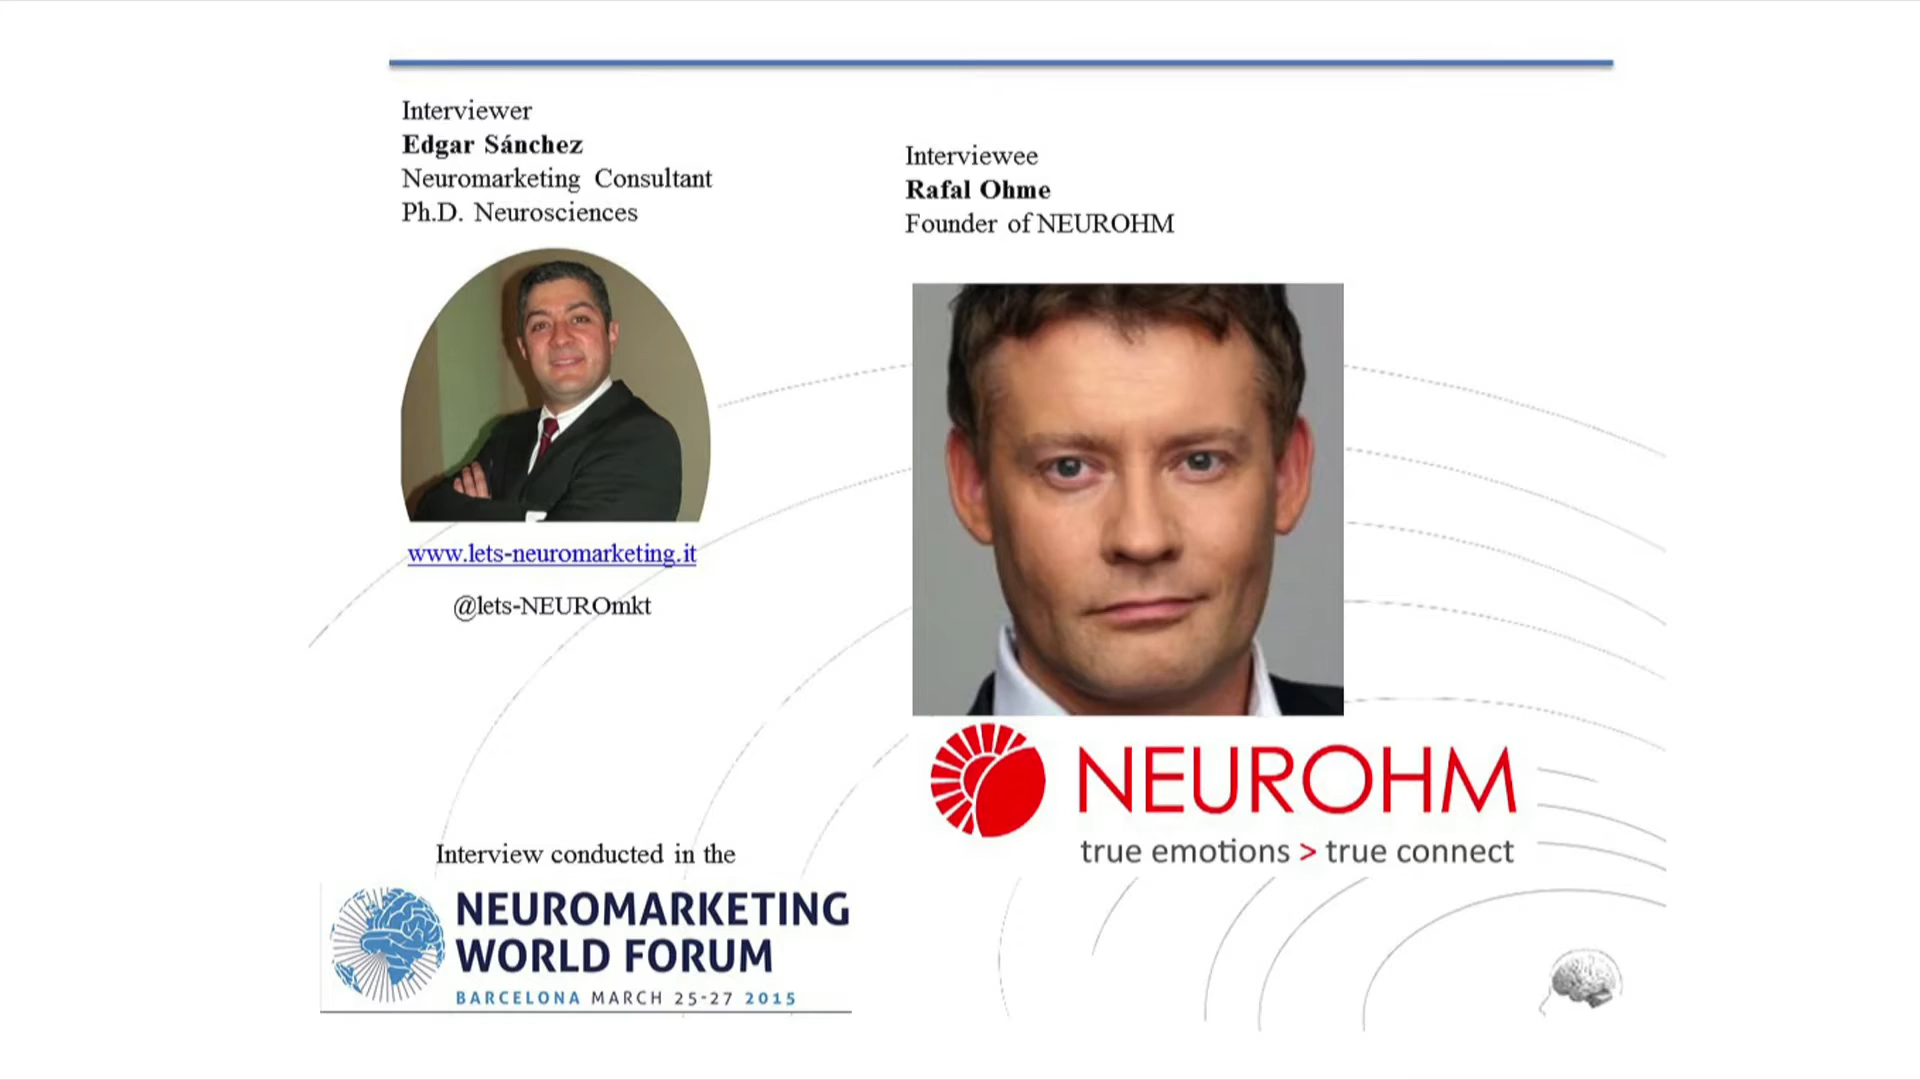 Interviewer
Edgar Sánchez
Neuromarketing Consultant
Ph.D. Neurosciences
www.lets-neuromarketing.it
@lets-NEUROmkt
Interviewee
Rafal Ohme
Founder of NEUROHM
NEUROHM
true emotions > true connect
Interview conducted in the
NEUROMARKETING
WORLD FORUM
BARCELONA MARCH 25-27 2015